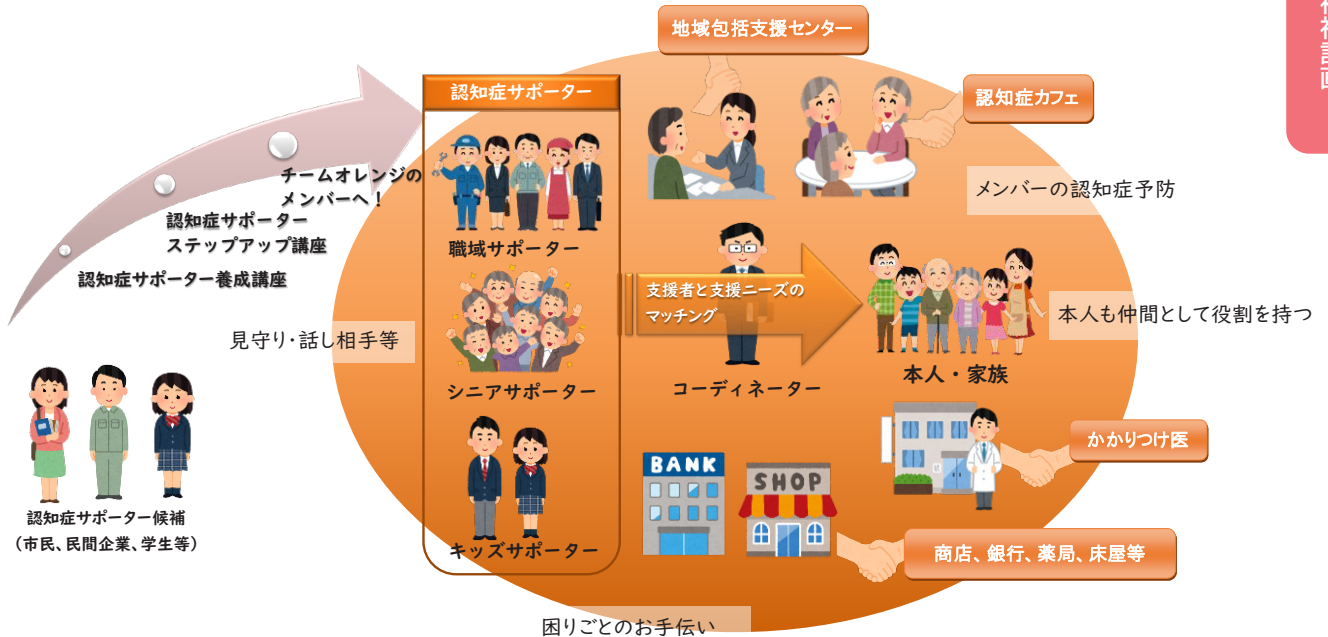 地域包括支援センター
認知症サポーター
認知症カフェ
チームオレンジの
メンバーへ！
認知症サポーター
ステップアップ講座
認知症サポーター養成講座
メンバーの認知症予防
職域サポーター
支援者と支援ニーズの
マッチング
本人も仲間として役割を持つ
見守り・話し相手等
シニアサポーター
コーディネーター
本人・家族
かかりつけ医
BANK
SHOP
認知症サポーター候補
（市民、民間企業、学生等）
キッズサポーター
商店、銀行、薬局、床屋等
困りごとのお手伝い